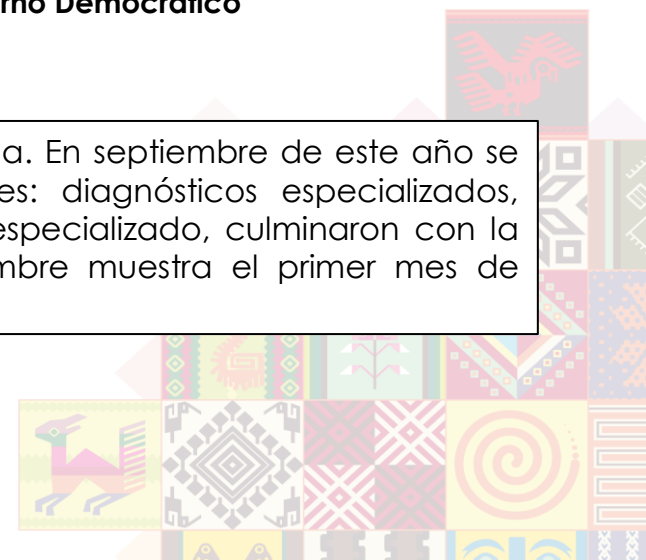 Democrático
a. En septiembre de este año se
es: diagnósticos especializados,
especializado, culminaron con la
mbre muestra el primer mes de